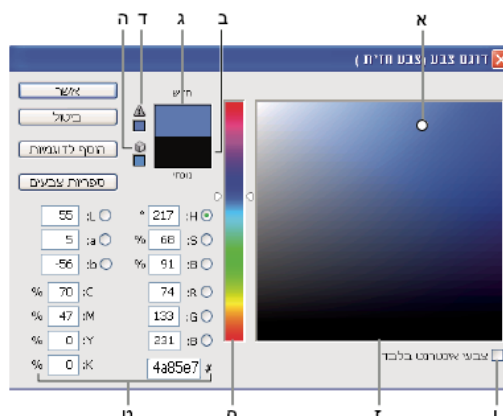 א ב ג ד ה
דוגם צבע (צבע חזית)
חדש
אשר
ביטול
הוסף לדוגמיות
ספריות צבעים
נוכחי
H: 217 °
S: 68 %
B: 91 %
R: 74
G: 133
B: 231
# 4a85e7
L: 55
a: 5
b: -56
C: 70 %
M: 47 %
Y: 0 %
K: 0 %
צבעי אינטרנט בלבד
ו ז ח ט